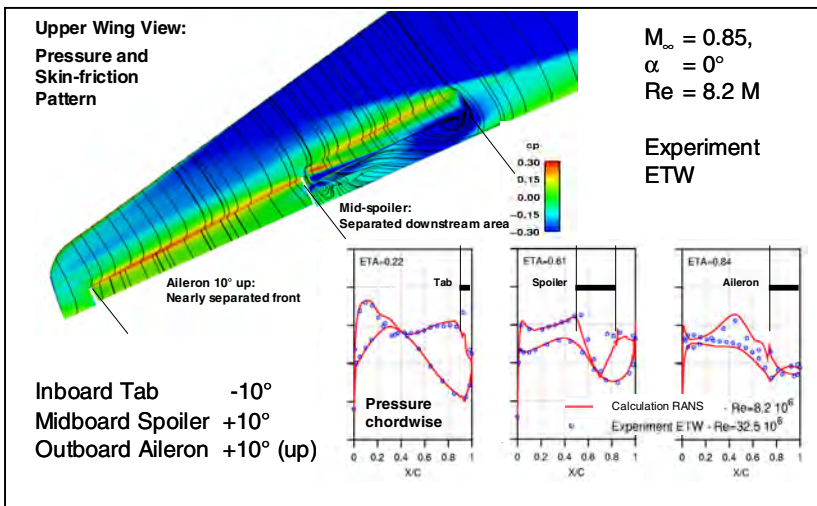 Upper Wing View:
Pressure and
Skin-friction
Pattern
M∞ = 0.85,
α = 0°
Re = 8.2 M
Experiment
ETW
cp
0.30
0.15
0.00
−0.15
−0.30
Mid-spoiler:
Separated downstream area
Aileron 10° up:
Nearly separated front
Inboard Tab -10°
Midboard Spoiler +10°
Outboard Aileron +10° (up)
ETA=0.22
Tab
Pressure
chordwise
0 0.2 0.4 0.6 0.8 1
X/C
ETA=0.61
Spoiler
0 0.2 0.4 0.6 0.8 1
X/C
ETA=0.84
Aileron
Calculation RANS - Re=8.2 10⁶
Experiment ETW - Re=32.5 10⁶
0 0.2 0.4 0.6 0.8 1
X/C